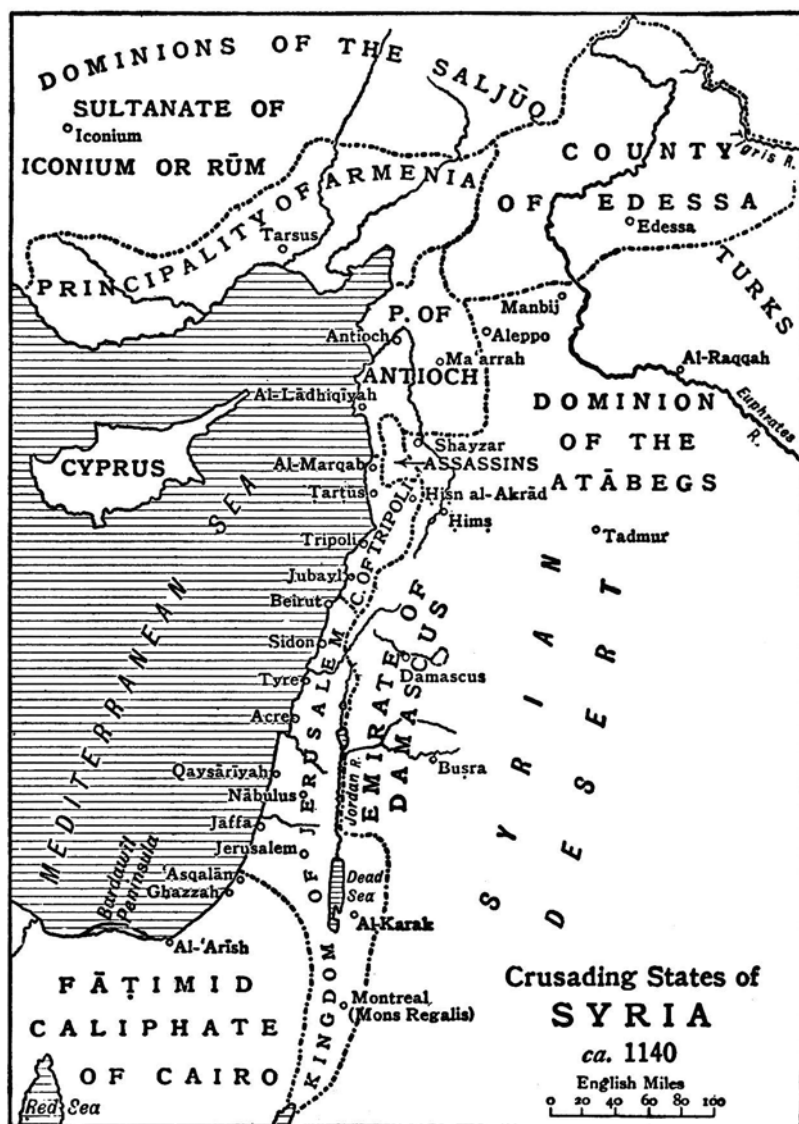 DOMINIONS OF THE SALJŪQ
SULTANATE OF
Iconium
ICONIUM OR RŪM
COUNTY
Tigris R.
OF EDESSA
Edessa
PRINCIPALITY OF ARMENIA
Tarsus
TURKS
P. OF
ANTIOCH
Manbij
Antioch
Aleppo
Ma'arrah
Al-Raqqah
Al-Lādhiqīyah
DOMINION
OF THE
ATĀBEGS
Euphrates
R.
Shayzar
CYPRUS
Al-Marqab
ASSASSINS
Tartūs
Hisn al-Akrād
Hims
Tadmur
C. OF TRIPOLI
Tripoli
Jubayl
Beirut
MEDITERRANEAN SEA
Sidon
EMIRATE OF
DAMASCUS
Damascus
Tyre
SYRIAN
DESERT
Acre
Buṣra
Qaysārīyah
Nābulus
Jordan R.
Jaffa
Jerusalem
KINGDOM OF JERUSALEM
'Asqalān
Ghazzah
Bardawīl
Peninsula
Dead
Sea
Al-Karak
Al-'Arīsh
FĀṬIMID
CALIPHATE
OF CAIRO
Montreal
(Mons Regalis)
Red Sea
Crusading States of
SYRIA
ca. 1140
English Miles
0 20 40 60 80 100